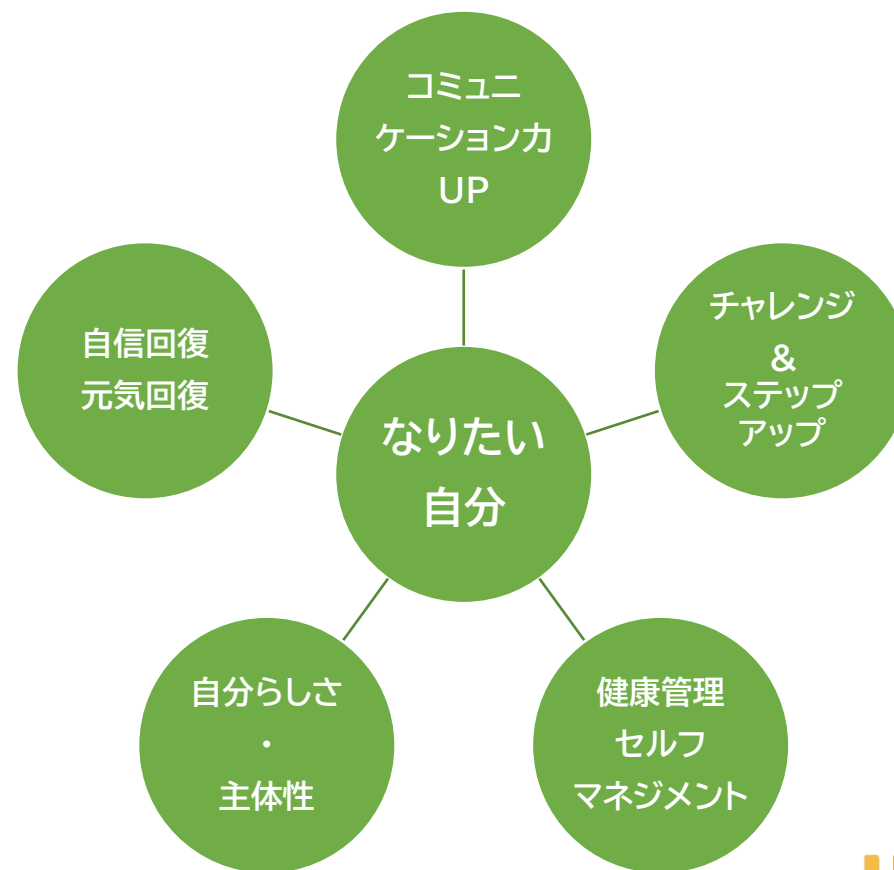 コミュニ
ケーション力
UP
チャレンジ
&
ステップ
アップ
自信回復
元気回復
なりたい
自分
自分らしさ
・
主体性
健康管理
セルフ
マネジメント